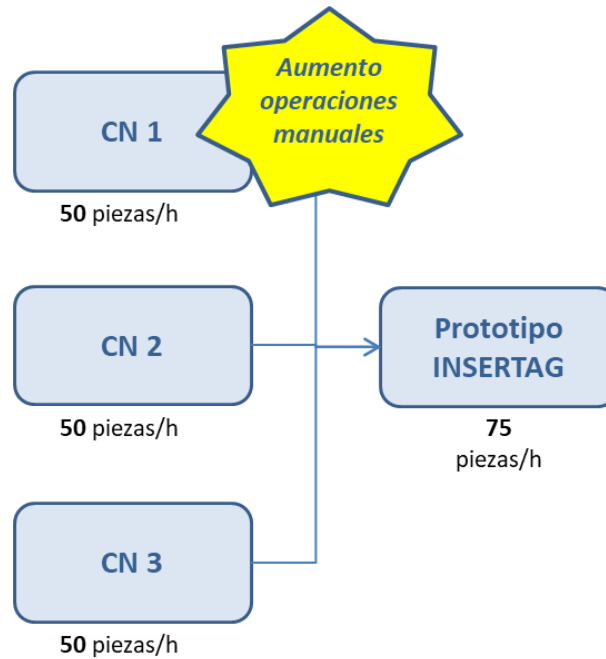 Aumento
operaciones
manuales
CN 1
50 piezas/h
CN 2
50 piezas/h
Prototipo
INSERTAG
75
piezas/h
CN 3
50 piezas/h